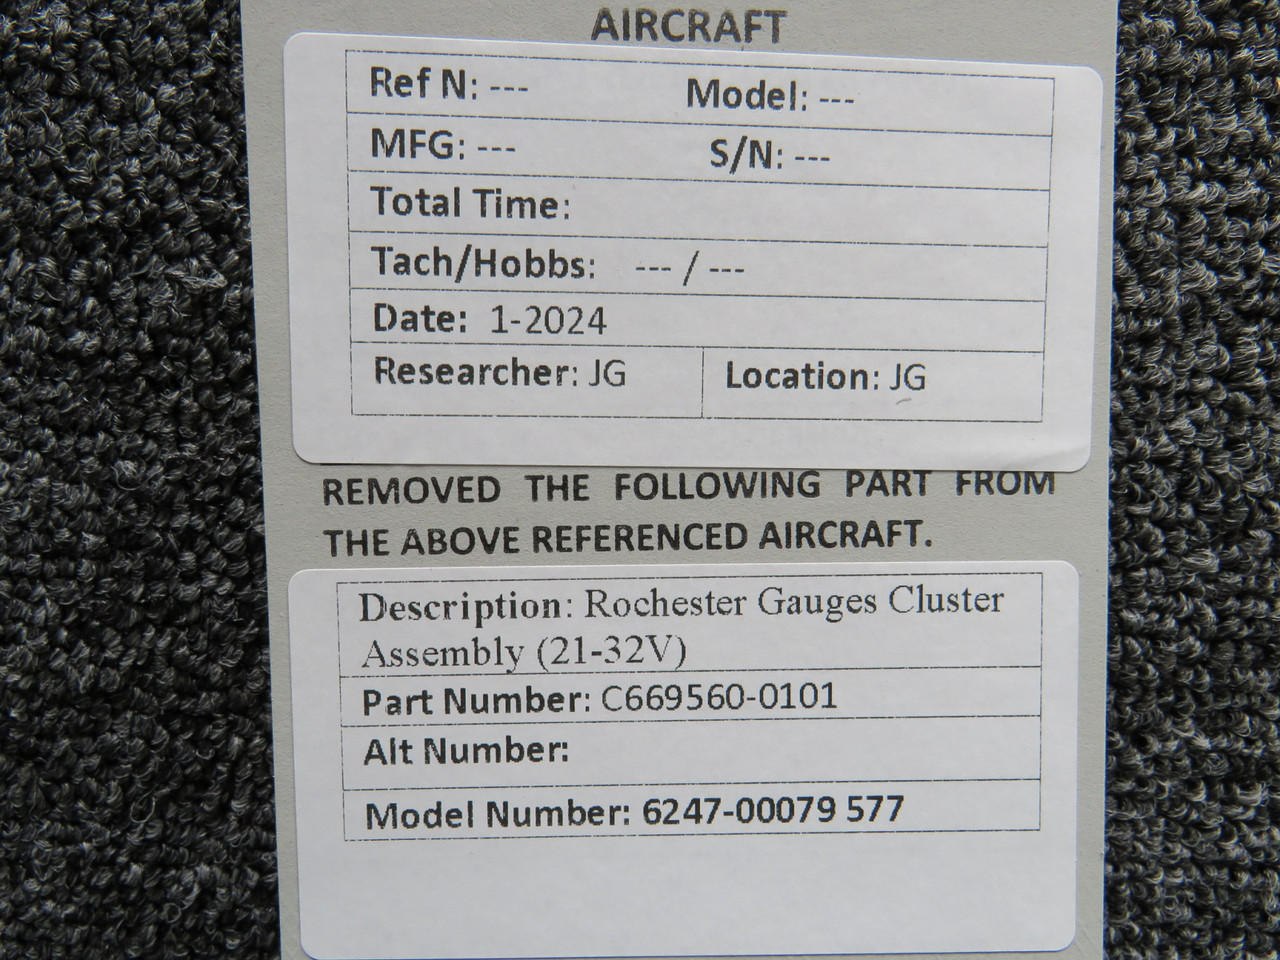 AIRCRAFT
Ref N: --- Model: ---
MFG: --- S/N: ---
Total Time:
Tach/Hobbs: --- / ---
Date: 1-2024
Researcher: JG Location: JG
REMOVED THE FOLLOWING PART FROM
THE ABOVE REFERENCED AIRCRAFT.
Description: Rochester Gauges Cluster
Assembly (21-32V)
Part Number: C669560-0101
Alt Number:
Model Number: 6247-00079 577